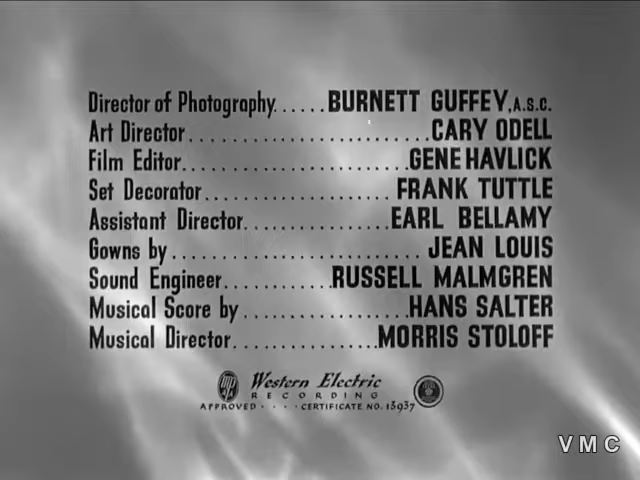 Director of Photography......BURNETT GUFFEY, A.S.C.
Art Director..........................CARY ODELL
Film Editor.........................GENE HAVLICK
Set Decorator.....................FRANK TUTTLE
Assistant Director................EARL BELLAMY
Gowns by............................JEAN LOUIS
Sound Engineer............RUSSELL MALMGREN
Musical Score by..................HANS SALTER
Musical Director................MORRIS STOLOFF
Western Electric
RECORDING
APPROVED....CERTIFICATE NO. 13937
VMC